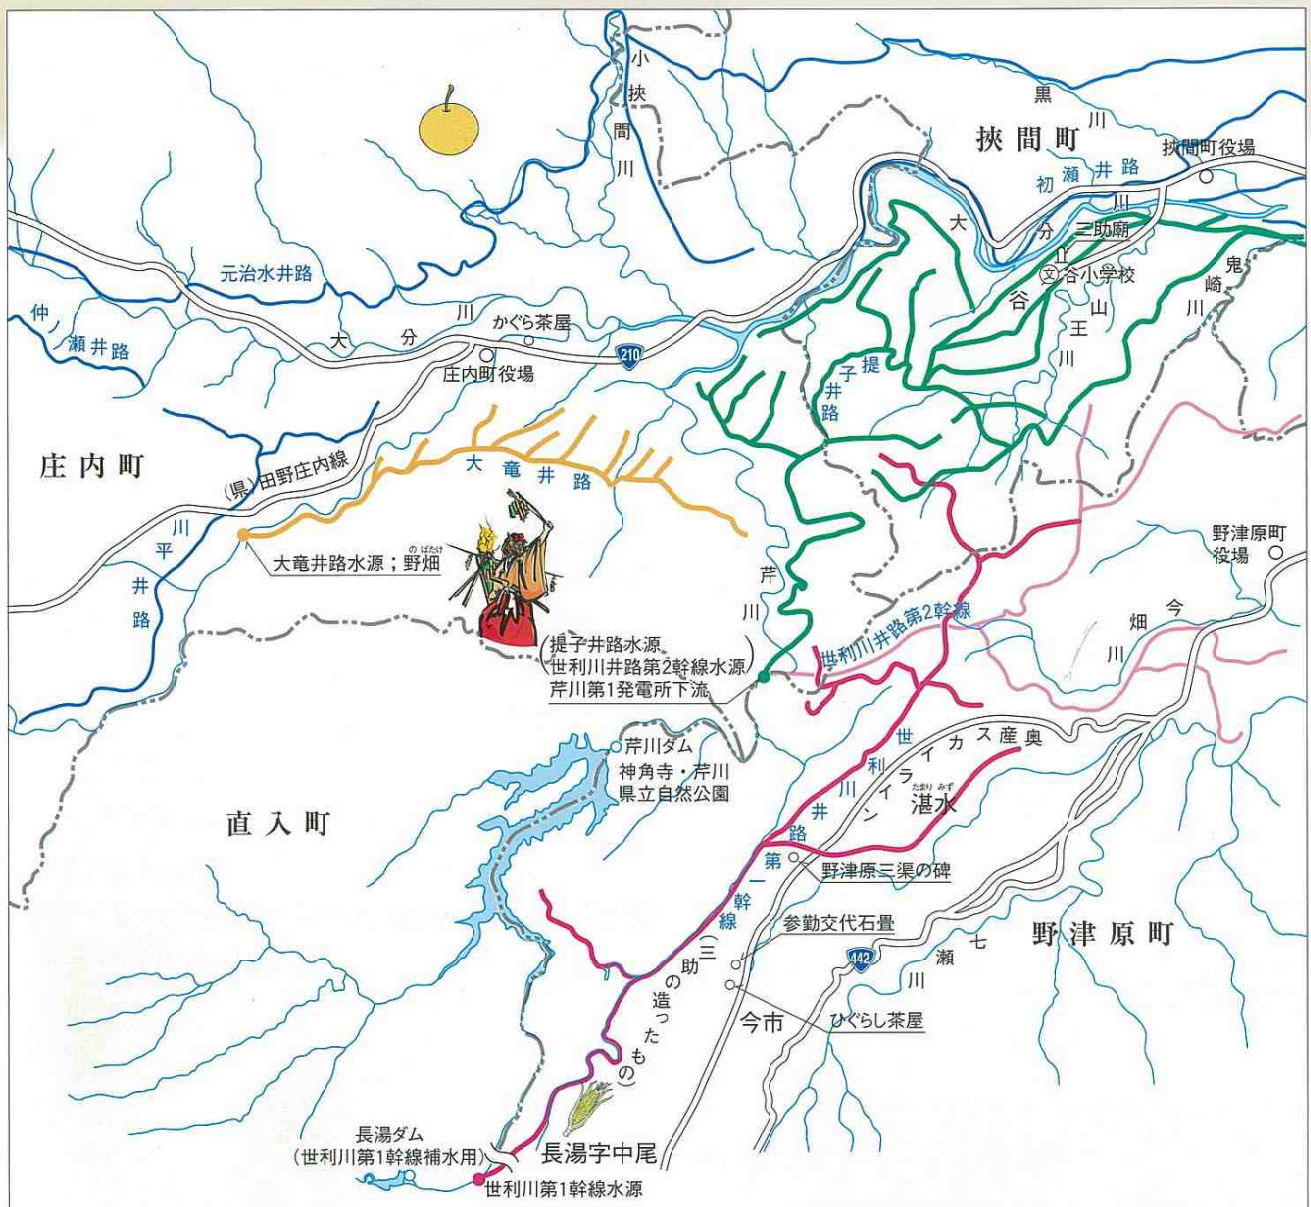 小挾間川
黒川
挾間町
挾間町役場
初瀬井路
大分川
三助廟
谷小学校
文
谷
山王川
鬼崎川
元治水井路
仲ノ瀬井路
大分川
かぐら茶屋
210
庄内町役場
提子井路
庄内町
(県)田野庄内線
大竜井路
川平井路
のばたけ
大竜井路水源；野畑
芹川
野津原町
役場
今畑川
世利川井路第2幹線
提子井路水源
世利川井路第2幹線水源
芹川第1発電所下流
芹川ダム
神角寺・芹川
県立自然公園
奥産スカイライン
たまり みず
湛水
直入町
世利川井路第一幹線(三助の造ったもの)
野津原三渠の碑
参勤交代石畳
442
七瀬川
野津原町
今市
ひぐらし茶屋
長湯ダム
(世利川第1幹線補水用)
長湯字中尾
世利川第1幹線水源